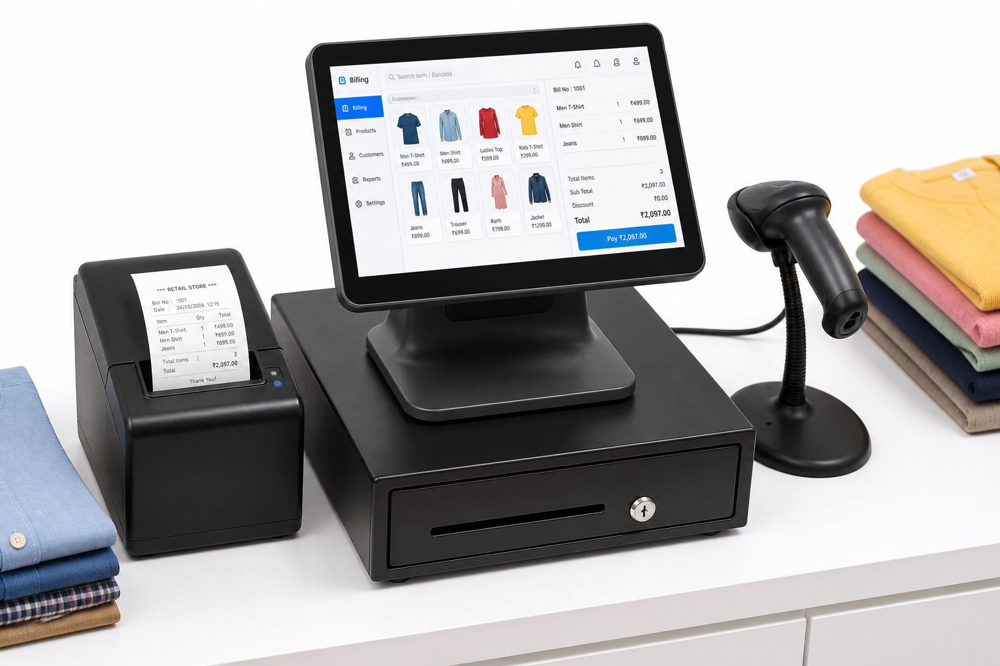 Billing
Search Item / Barcode
Billing
Products
Customers
Reports
Settings
Men T-Shirt
₹499.00
Men Shirt
₹699.00
Ladies Top
₹599.00
Kids T-Shirt
₹299.00
Jeans
₹899.00
Trouser
₹699.00
Kurti
₹799.00
Jacket
₹1299.00
Bill No : 1001
Men T-Shirt 1 ₹499.00
Men Shirt 1 ₹699.00
Jeans 1 ₹899.00
Total Items 3
Sub Total ₹2,097.00
Discount ₹0.00
Total ₹2,097.00
Pay ₹2,097.00
*** RETAIL STORE ***
Bill No : 1001
Date : 24/05/2024 12:15
Item Qty Total
Men T-Shirt 1 ₹499.00
Men Shirt 1 ₹699.00
Jeans 1 ₹899.00
Total Items 3 3
Total ₹2,097.00
Thank You!